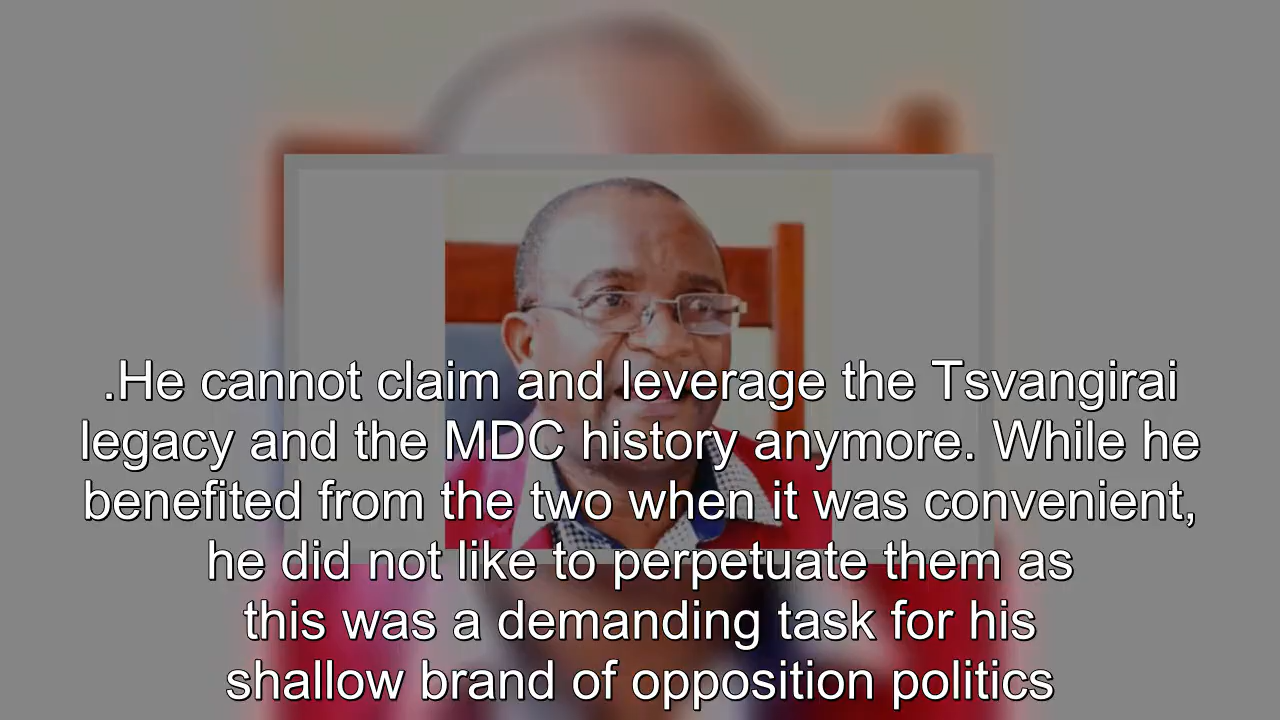 .He cannot claim and leverage the Tsvangirai
legacy and the MDC history anymore. While he
benefited from the two when it was convenient,
he did not like to perpetuate them as
this was a demanding task for his
shallow brand of opposition politics